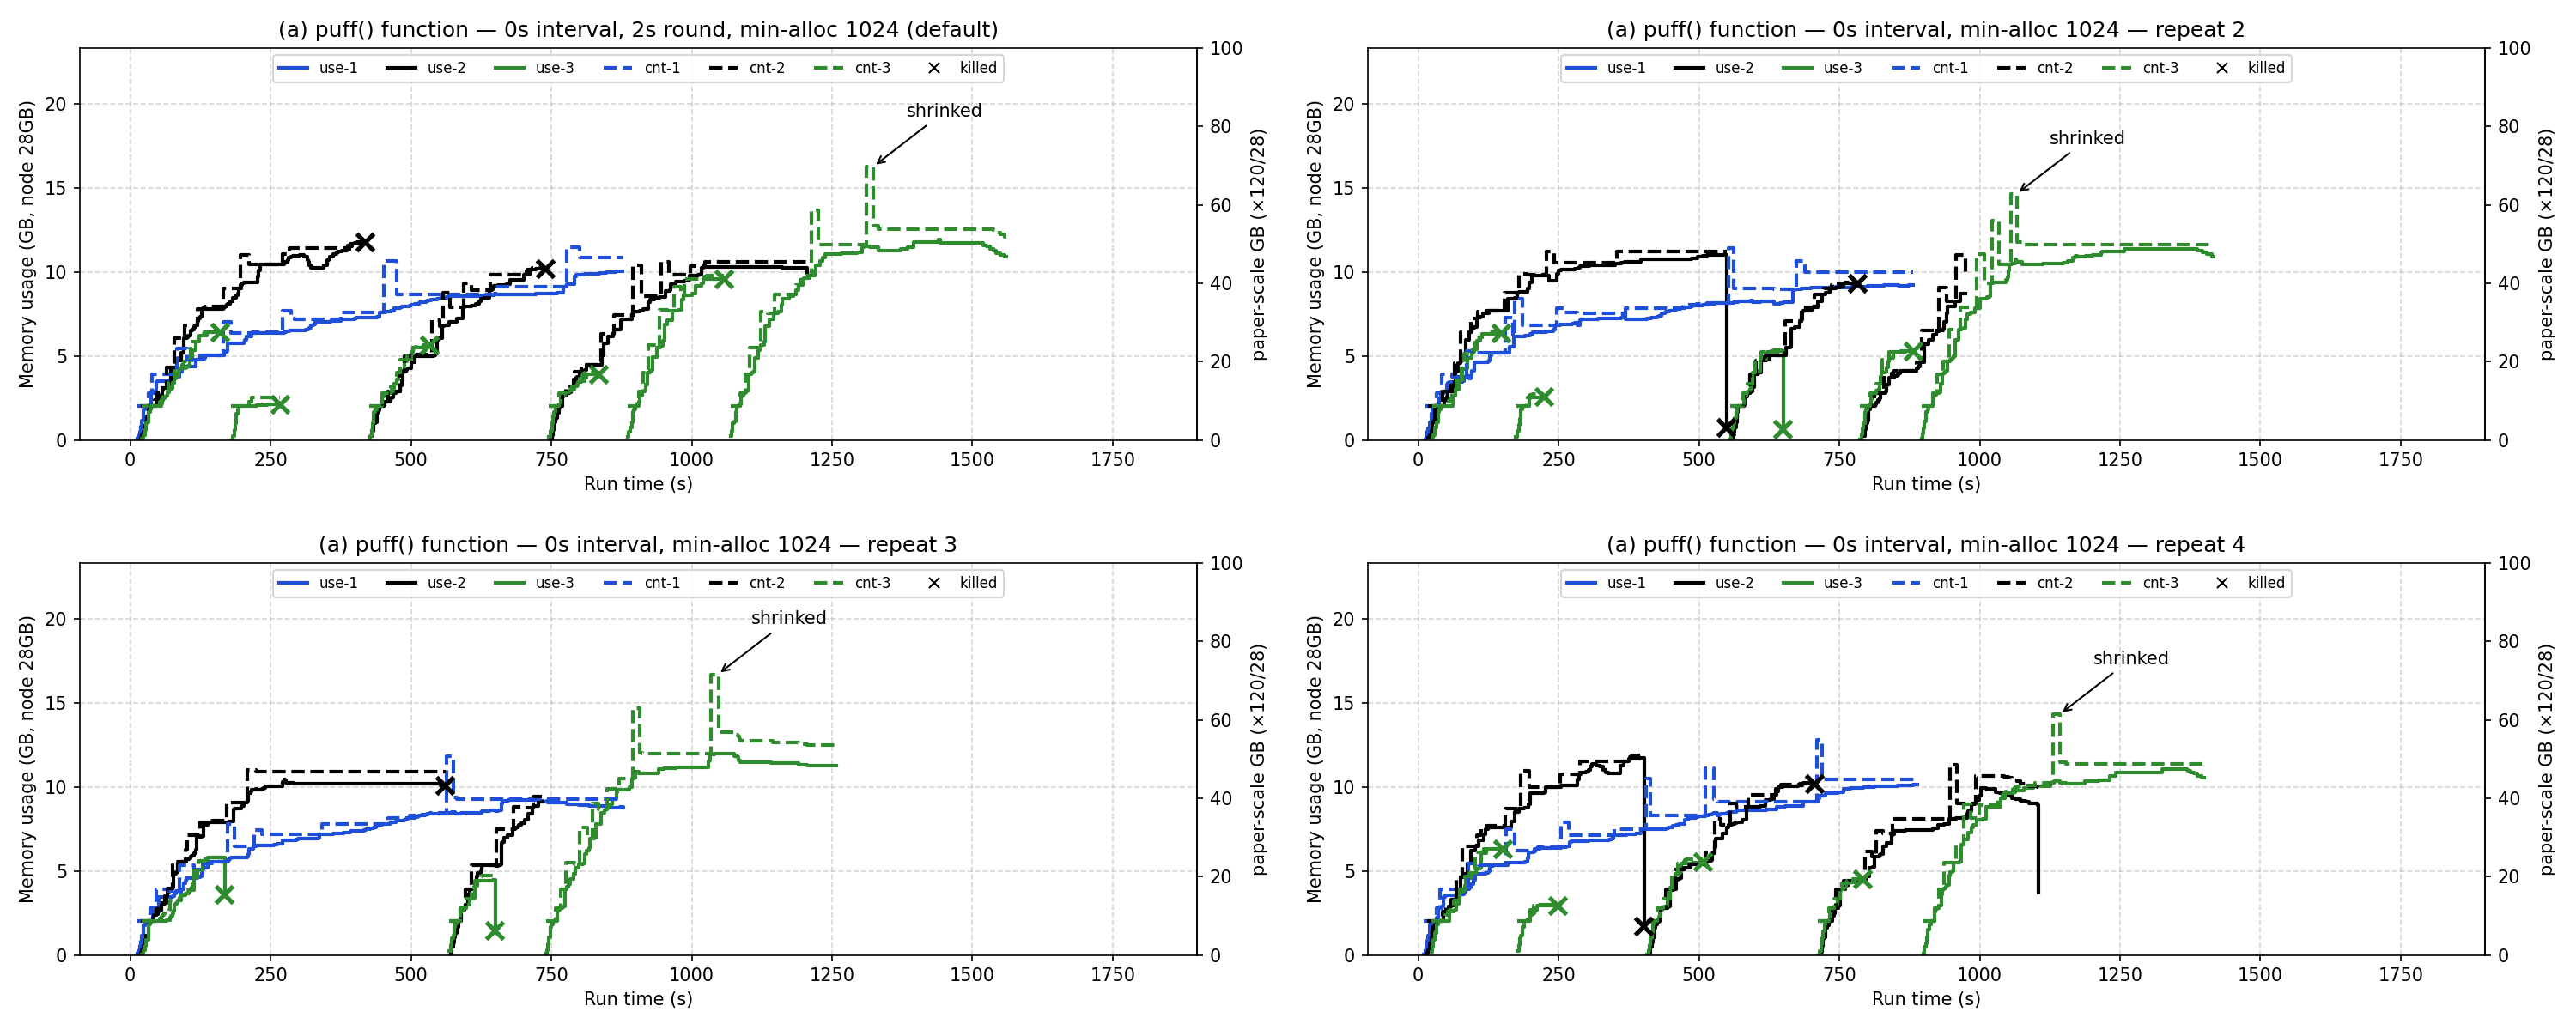 (a) puff() function — 0s interval, 2s round, min-alloc 1024 (default)
use-1 use-2 use-3 cnt-1 cnt-2 cnt-3 killed
shrinked
Memory usage (GB, node 28GB)
0 5 10 15 20
paper-scale GB (×120/28)
0 20 40 60 80 100
0 250 500 750 1000 1250 1500 1750
Run time (s)
(a) puff() function — 0s interval, min-alloc 1024 — repeat 2
use-1 use-2 use-3 cnt-1 cnt-2 cnt-3 killed
shrinked
Memory usage (GB, node 28GB)
0 5 10 15 20
paper-scale GB (×120/28)
0 20 40 60 80 100
0 250 500 750 1000 1250 1500 1750
Run time (s)
(a) puff() function — 0s interval, min-alloc 1024 — repeat 3
use-1 use-2 use-3 cnt-1 cnt-2 cnt-3 killed
shrinked
Memory usage (GB, node 28GB)
0 5 10 15 20
paper-scale GB (×120/28)
0 20 40 60 80 100
0 250 500 750 1000 1250 1500 1750
Run time (s)
(a) puff() function — 0s interval, min-alloc 1024 — repeat 4
use-1 use-2 use-3 cnt-1 cnt-2 cnt-3 killed
shrinked
Memory usage (GB, node 28GB)
0 5 10 15 20
paper-scale GB (×120/28)
0 20 40 60 80 100
0 250 500 750 1000 1250 1500 1750
Run time (s)